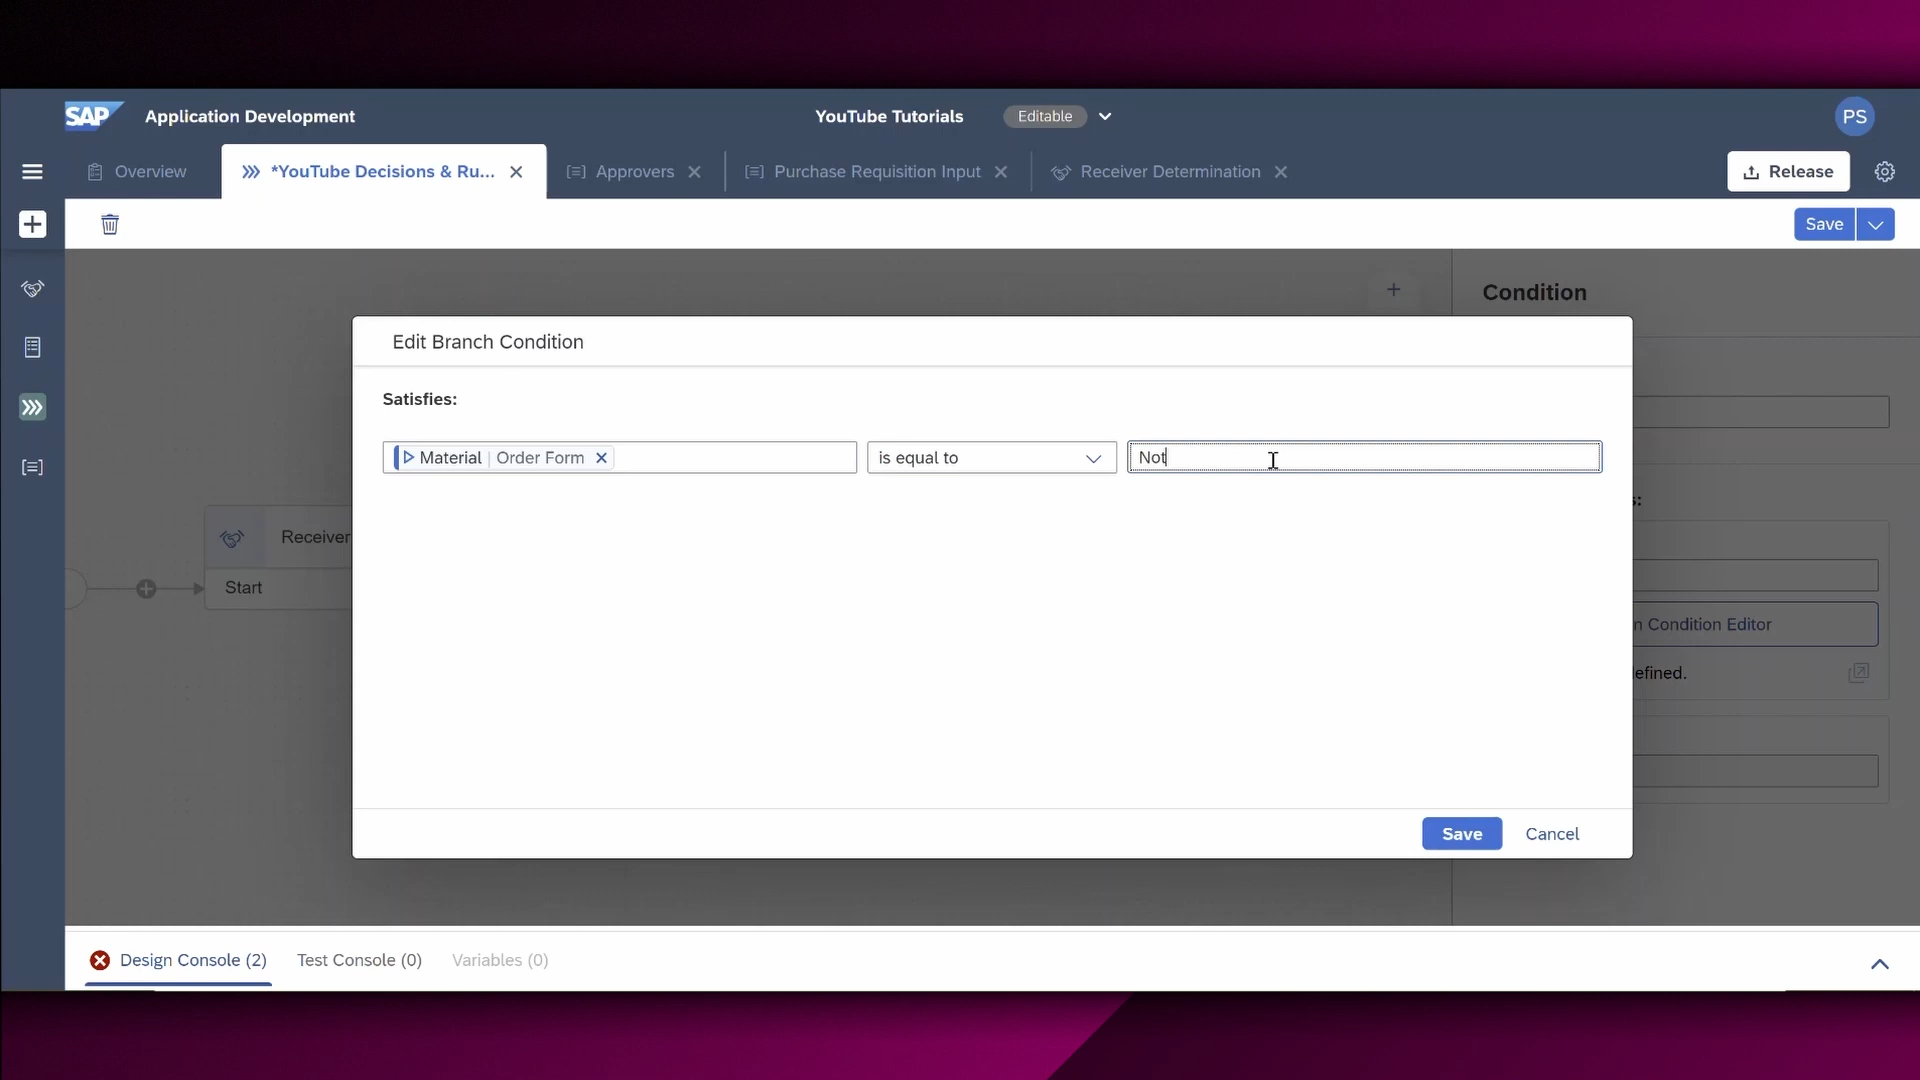 SAP
Application Development
YouTube Tutorials
Editable
PS
Overview
*YouTube Decisions & Ru...
Approvers
Purchase Requisition Input
Receiver Determination
Release
Save
Condition
Edit Branch Condition
Satisfies:
Material | Order Form
is equal to
Not
s:
Receiver
Start
n Condition Editor
efined.
Save
Cancel
Design Console (2)
Test Console (0)
Variables (0)